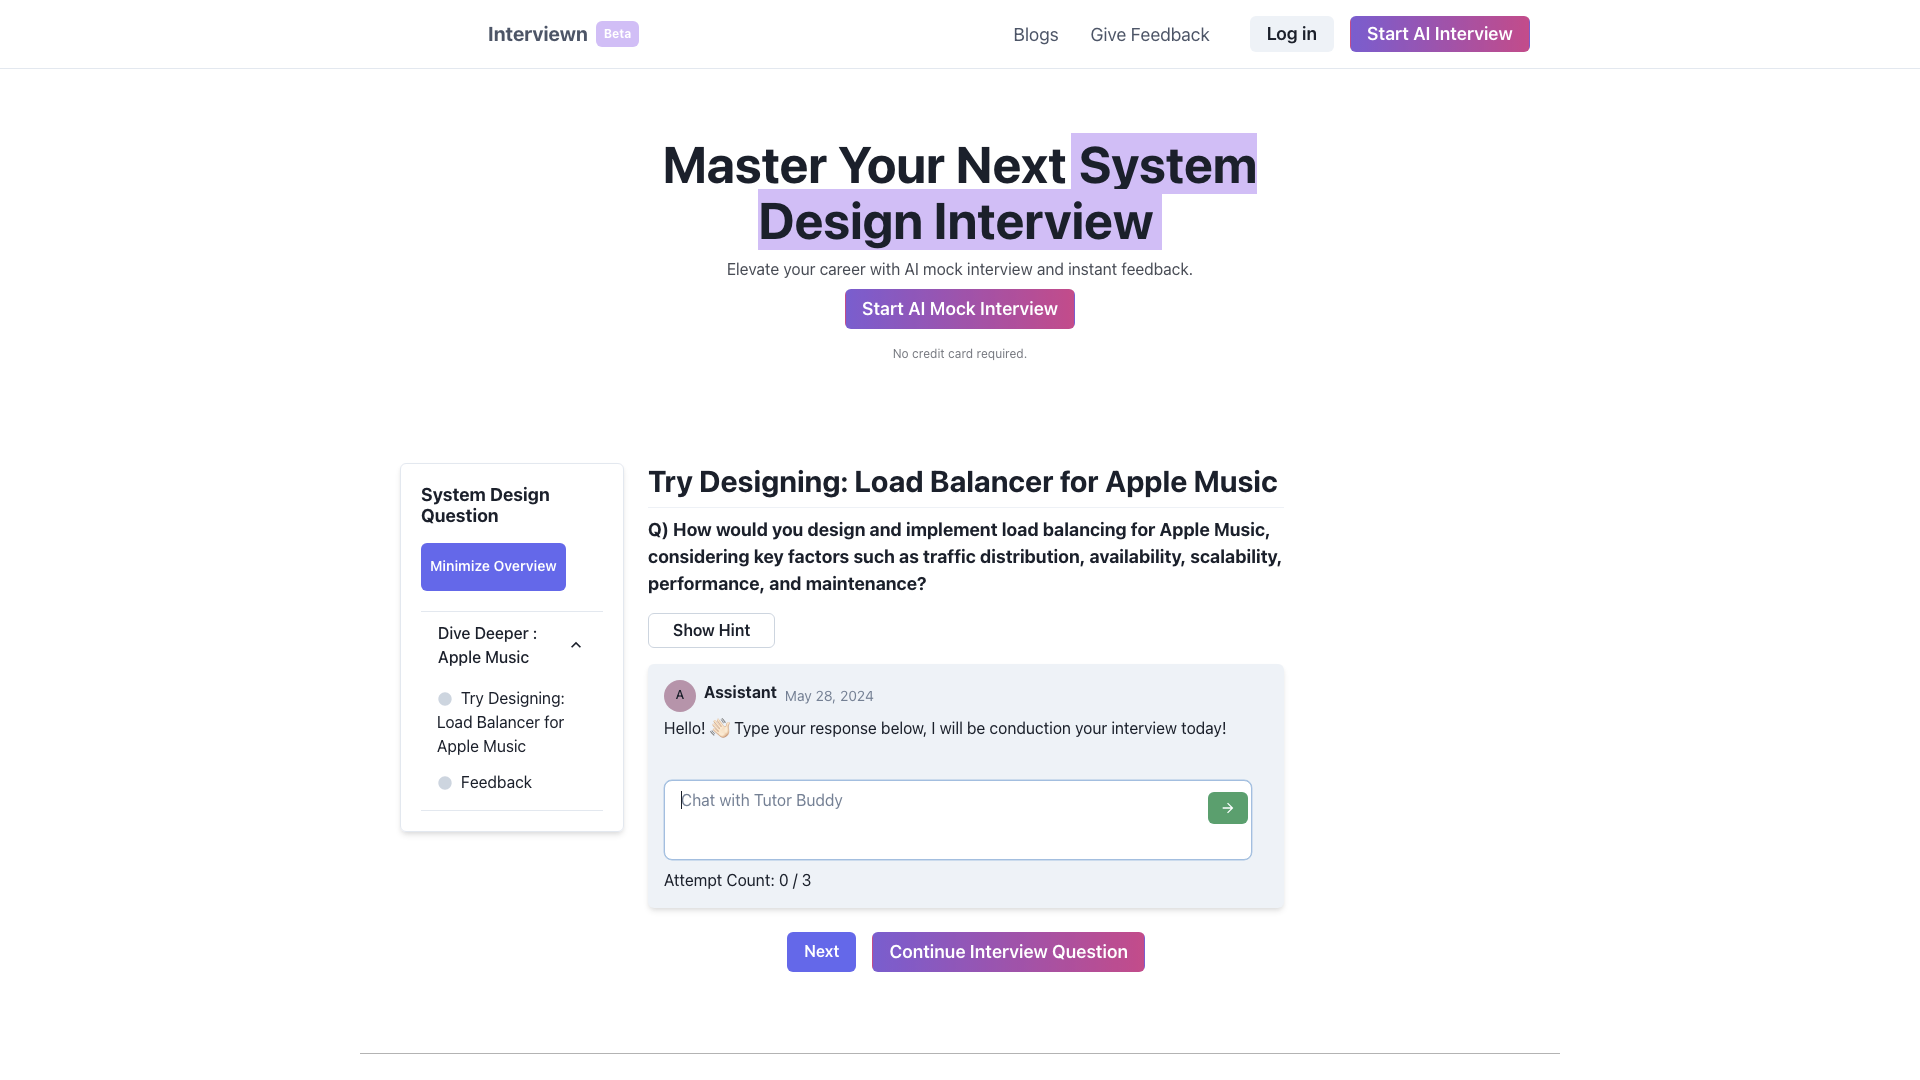 Interviewn Beta
Blogs
Give Feedback
Log in
Start AI Interview
Master Your Next System
Design Interview
Elevate your career with AI mock interview and instant feedback.
Start AI Mock Interview
No credit card required.
System Design
Question
Minimize Overview
Dive Deeper :
Apple Music
Try Designing:
Load Balancer for
Apple Music
Feedback
Try Designing: Load Balancer for Apple Music
Q) How would you design and implement load balancing for Apple Music,
considering key factors such as traffic distribution, availability, scalability,
performance, and maintenance?
Show Hint
A Assistant May 28, 2024
Hello! 👋🏻 Type your response below, I will be conduction your interview today!
Chat with Tutor Buddy
Attempt Count: 0 / 3
Next
Continue Interview Question